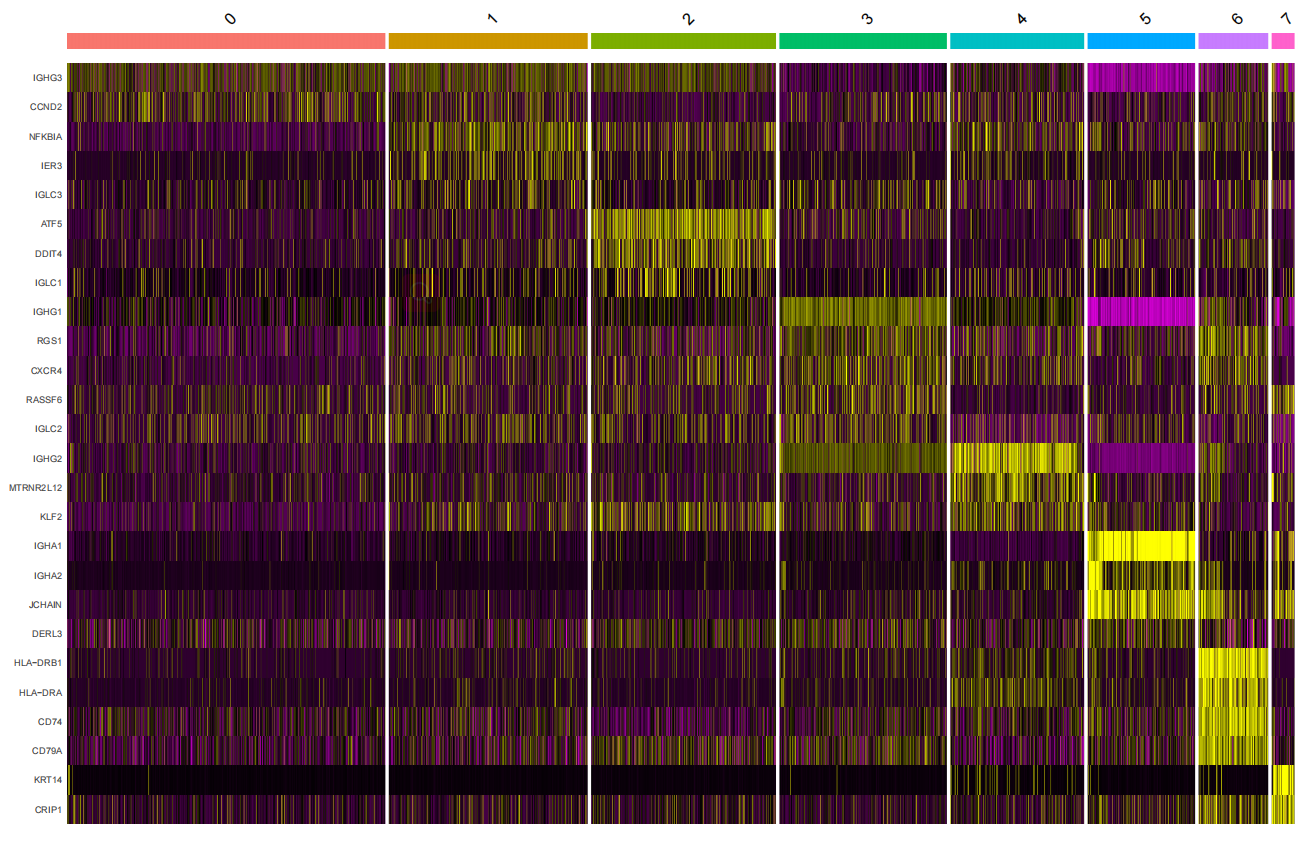 0 1 2 3 4 5 6 7
IGHG3
CCND2
NFKBIA
IER3
IGLC3
ATF5
DDIT4
IGLC1
IGHG1
RGS1
CXCR4
RASSF6
IGLC2
IGHG2
MTRNR2L12
KLF2
IGHA1
IGHA2
JCHAIN
DERL3
HLA−DRB1
HLA−DRA
CD74
CD79A
KRT14
CRIP1